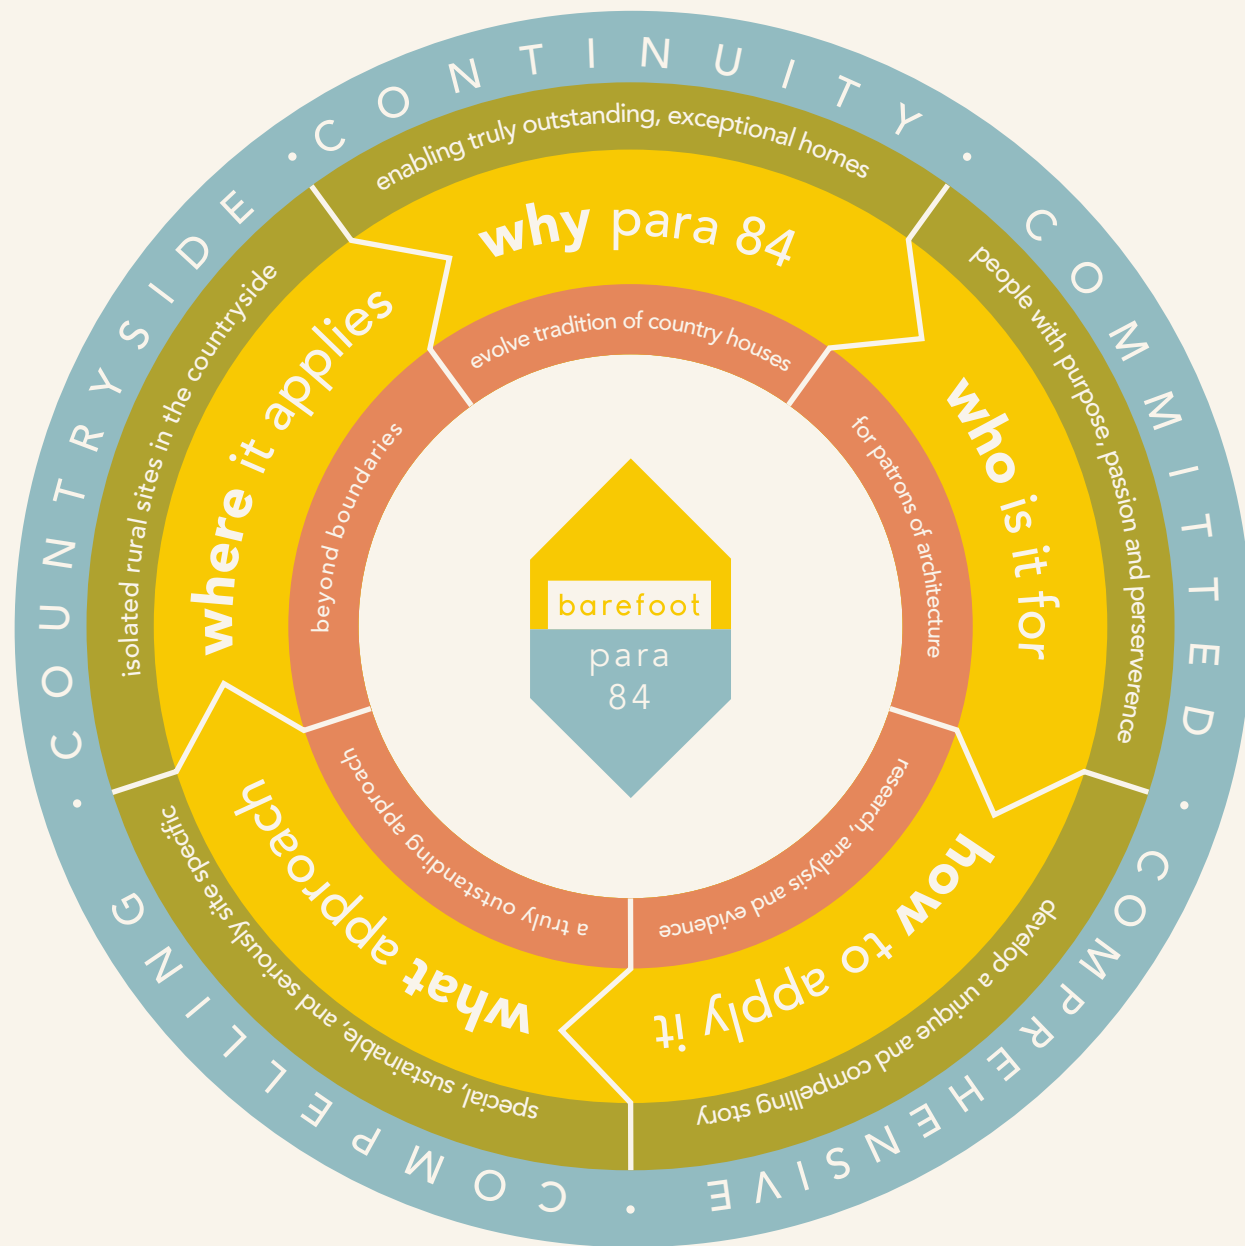 CONTINUITY • COMMITTED • COMPREHENSIVE • COMPELLING • COUNTRYSIDE •
enabling truly outstanding, exceptional homes
why para 84
evolve tradition of country houses
people with purpose, passion and perserverence
who is it for
for patrons of architecture
develop a unique and compelling story
how to apply it
research, analysis and evidence
special, sustainable, and seriously site specific
what approach
a truly outstanding approach
isolated rural sites in the countryside
where it applies
beyond boundaries
barefoot
para
84